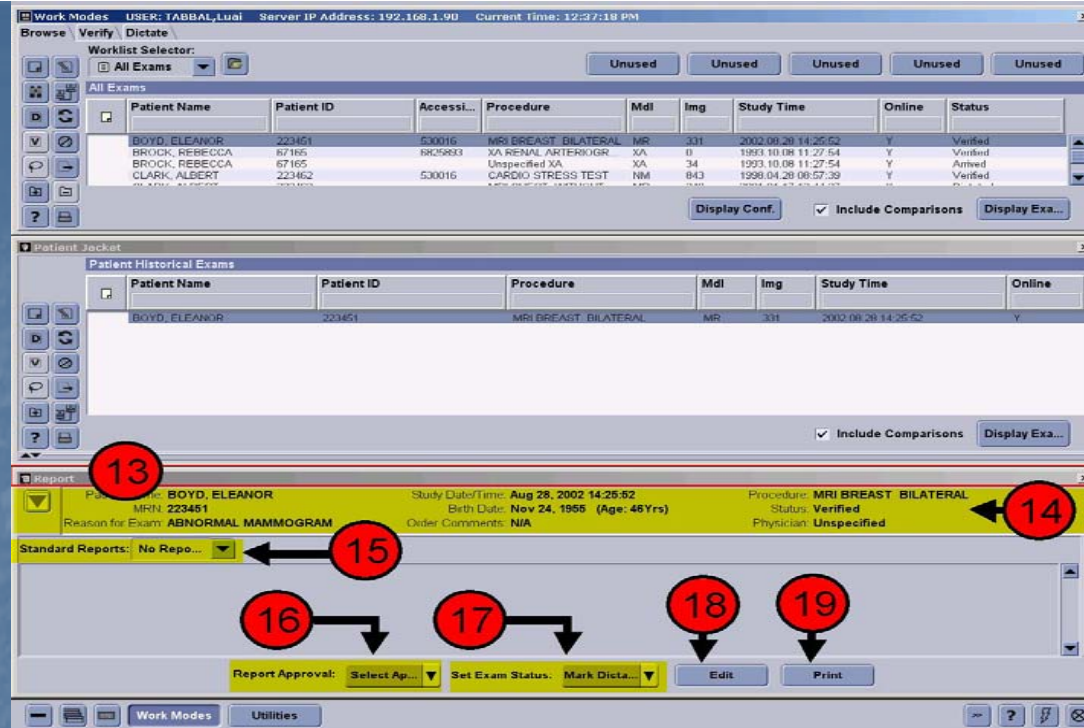 Work Modes USER: TABBAL,Luai Server IP Address: 192.168.1.90 Current Time: 12:37:18 PM
Browse Verify Dictate
Worklist Selector:
All Exams
Unused Unused Unused Unused Unused
All Exams
Patient Name Patient ID Accessi... Procedure Mdl Img Study Time Online Status
BOYD, ELEANOR 223451 530016 MRI BREAST BILATERAL MR 331 2002.08.28 14:25:52 Y Verified
BROCK, REBECCA 67165 6825893 XA RENAL ARTERIOGR... XA 0 1993.10.08 11:27:54 Y Verified
BROCK, REBECCA 67165 Unspecified XA XA 34 1993.10.08 11:27:54 Y Arrived
CLARK, ALBERT 223462 530016 CARDIO STRESS TEST NM 843 1998.04.28 08:57:39 Y Verified
Display Conf. Include Comparisons Display Exa...
Patient Jacket
Patient Historical Exams
Patient Name Patient ID Procedure Mdl Img Study Time Online
BOYD, ELEANOR 223451 MRI BREAST BILATERAL MR 331 2002.08.28 14:25:52 Y
Include Comparisons Display Exa...
Report
13
BOYD, ELEANOR Study Date/Time: Aug 28, 2002 14:25:52 Procedure: MRI BREAST BILATERAL
MRN: 223451 Birth Date: Nov 24, 1955 (Age: 46Yrs) Status: Verified
Reason for Exam: ABNORMAL MAMMOGRAM Order Comments: N/A Physician: Unspecified
14
Standard Reports: No Repo...
15
16 17 18 19
Report Approval: Select Ap... Set Exam Status: Mark Dicta... Edit Print
Work Modes Utilities